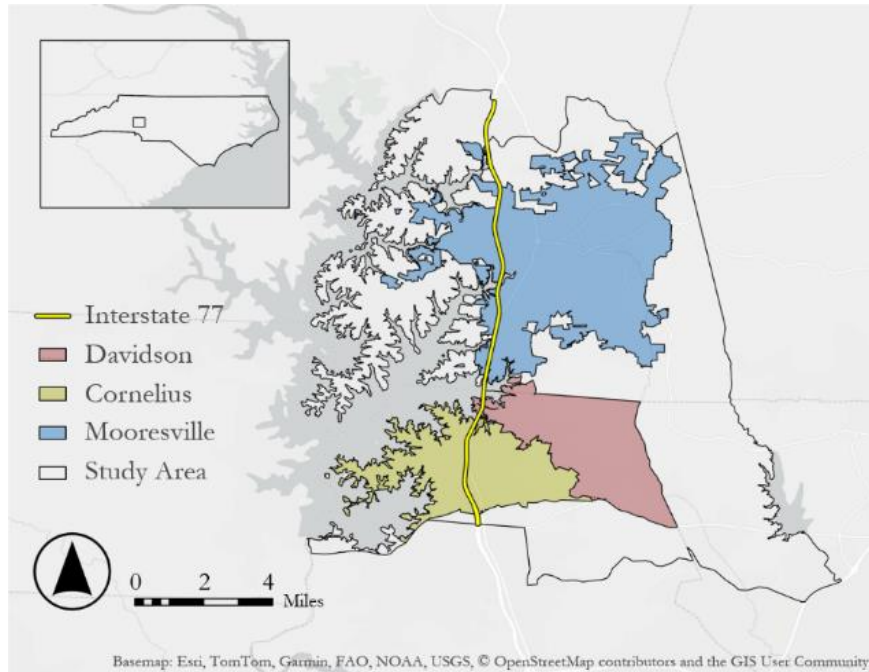 Interstate 77
Davidson
Cornelius
Mooresville
Study Area
0 2 4
Miles
Basemap: Esri, TomTom, Garmin, FAO, NOAA, USGS, © OpenStreetMap contributors and the GIS User Community